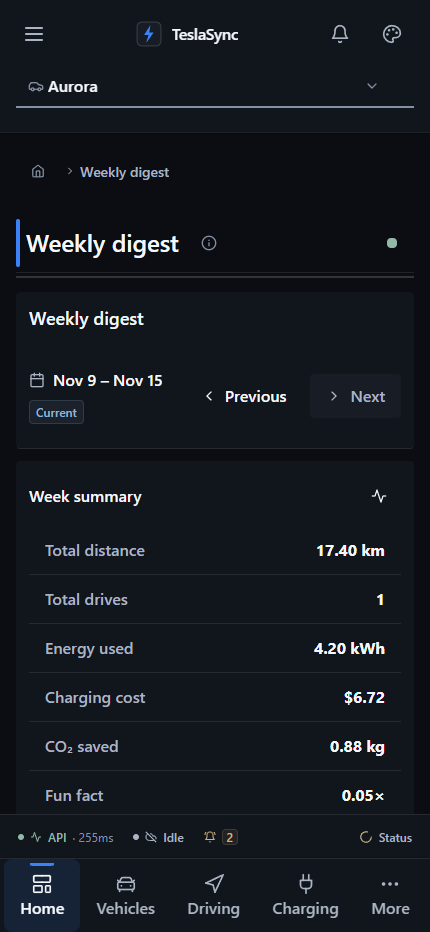 TeslaSync
Aurora
Weekly digest
Weekly digest
Weekly digest
Nov 9 – Nov 15
Current
Previous
Next
Week summary
Total distance 17.40 km
Total drives 1
Energy used 4.20 kWh
Charging cost $6.72
CO₂ saved 0.88 kg
Fun fact 0.05×
API · 255ms Idle 2 Status
Home Vehicles Driving Charging More